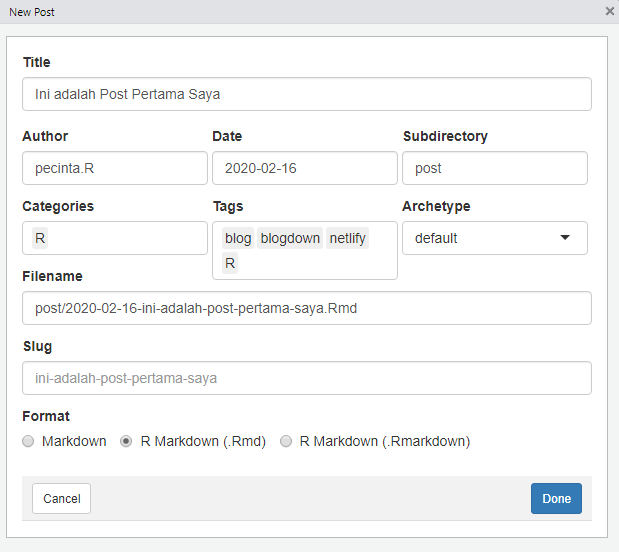 New Post
Title
Ini adalah Post Pertama Saya
Author Date Subdirectory
pecinta.R 2020-02-16 post
Categories Tags Archetype
R blog blogdown netlify default
R
Filename
post/2020-02-16-ini-adalah-post-pertama-saya.Rmd
Slug
ini-adalah-post-pertama-saya
Format
Markdown R Markdown (.Rmd) R Markdown (.Rmarkdown)
Cancel Done